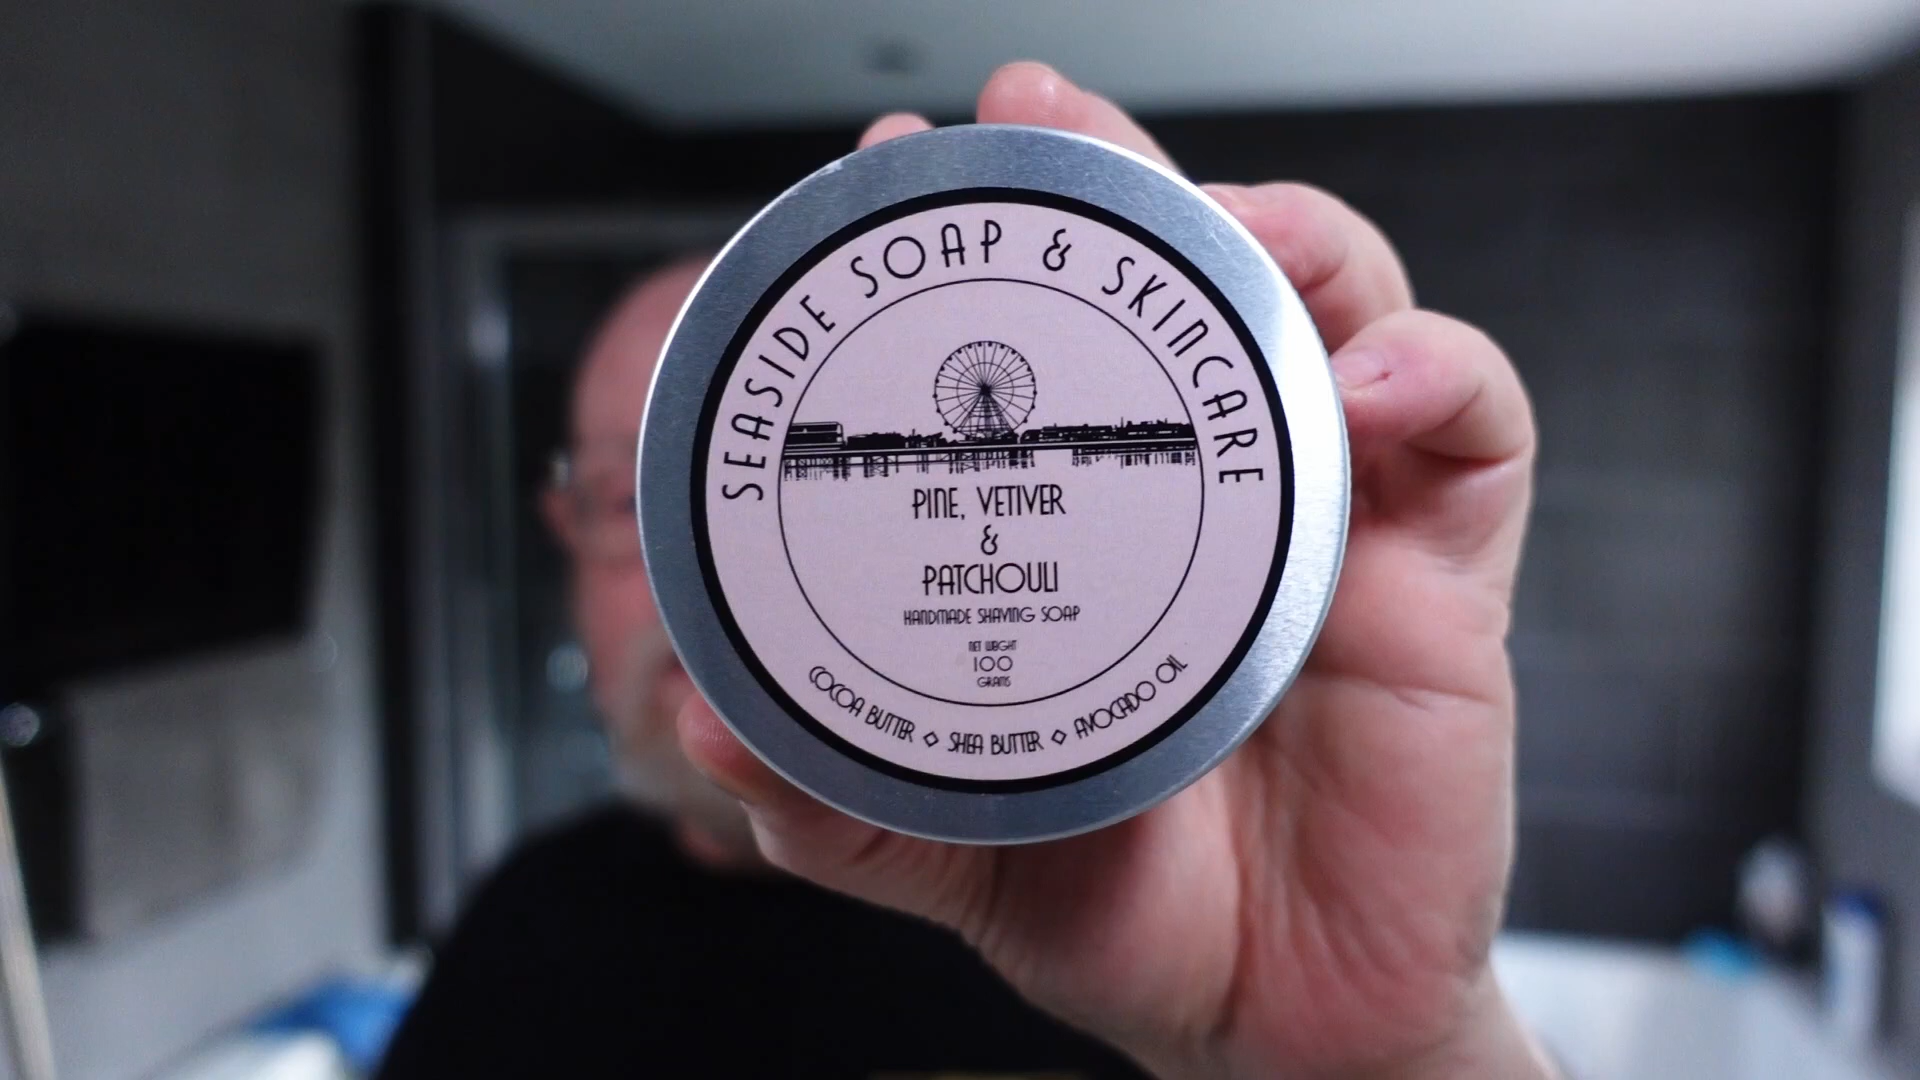 SEASIDE SOAP & SKINCARE
PINE, VETIVER
&
PATCHOULI
HANDMADE SHAVING SOAP
NET WEIGHT
100
GRAMS
COCOA BUTTER ◇ SHEA BUTTER ◇ AVOCADO OIL